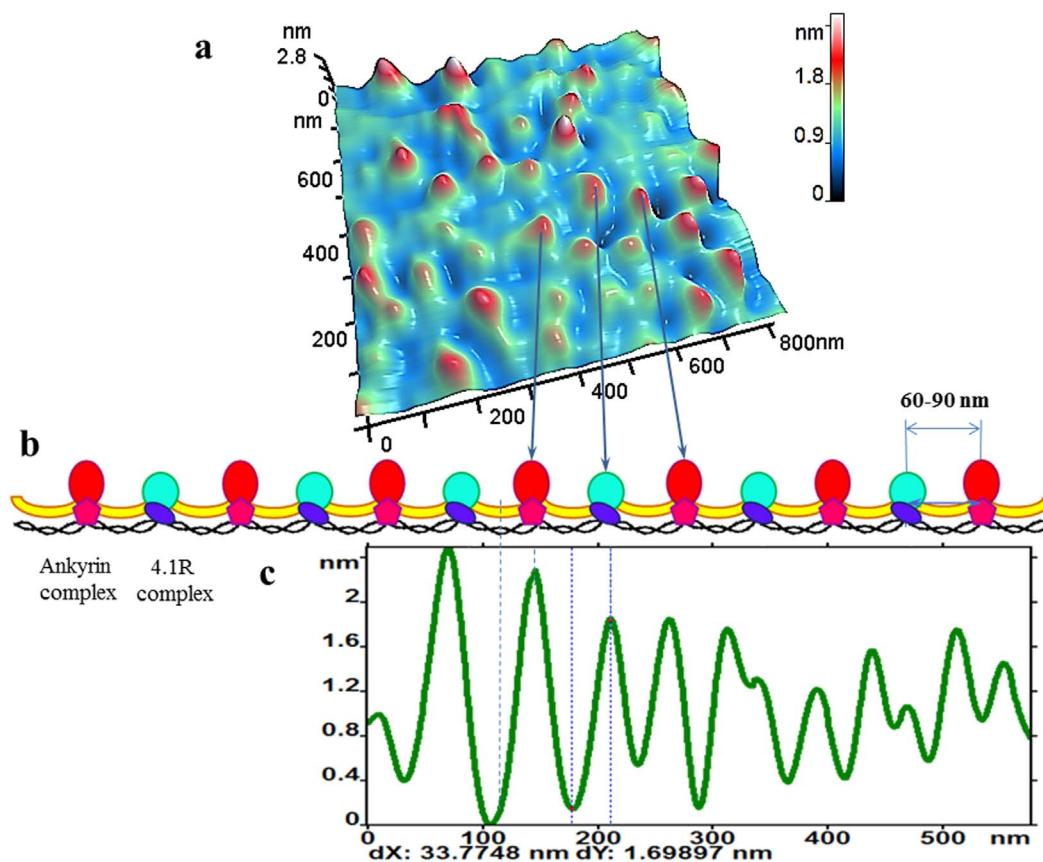 a
nm
2.8
0
nm
600
400
200
0
200
400
600
800nm
nm
1.8
0.9
0
b
60-90 nm
Ankyrin
complex
4.1R
complex
c
nm
2
1.6
1.2
0.8
0.4
0
0 100 200 300 400 500 nm
dX: 33.7748 nm dY: 1.69897 nm